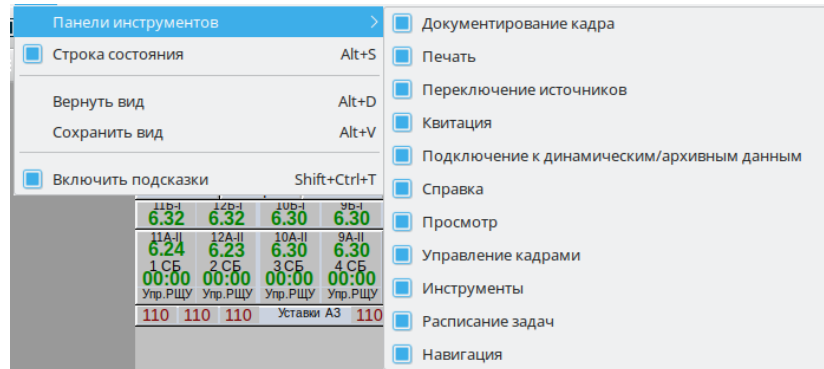 Панели инструментов
Строка состояния Alt+S
Вернуть вид Alt+D
Сохранить вид Alt+V
Включить подсказки Shift+Ctrl+T
Документирование кадра
Печать
Переключение источников
Квитация
Подключение к динамическим/архивным данным
Справка
Просмотр
Управление кадрами
Инструменты
Расписание задач
Навигация
11Б-I 12Б-I 10Б-I 9Б-I
6.32 6.32 6.30 6.30
11А-II 12А-II 10А-II 9А-II
6.24 6.23 6.30 6.30
1 СБ 2 СБ 3 СБ 4 СБ
00:00 00:00 00:00 00:00
Упр.РЩУ Упр.РЩУ Упр.РЩУ Упр.РЩУ
110 110 110 Уставки АЗ 110